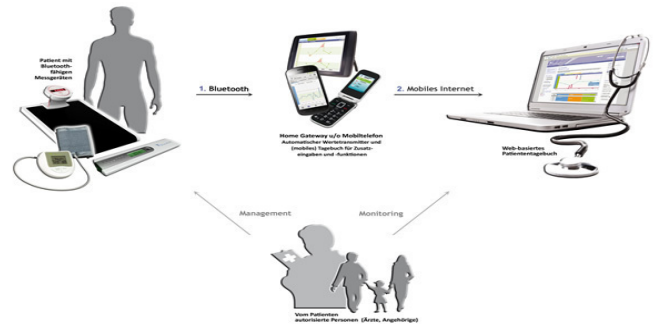 Patient mit
Bluetooth-
fähigen
Messgeräten
1. Bluetooth
2. Mobiles Internet
Home Gateway u/o Mobiltelefon
Automatischer Wertetransmitter und
(mobiles) Tagebuch für Zusatz-
eingaben und -funktionen
Web-basiertes
Patiententagebuch
Management
Monitoring
Vom Patienten
autorisierte Personen (Ärzte, Angehörige)